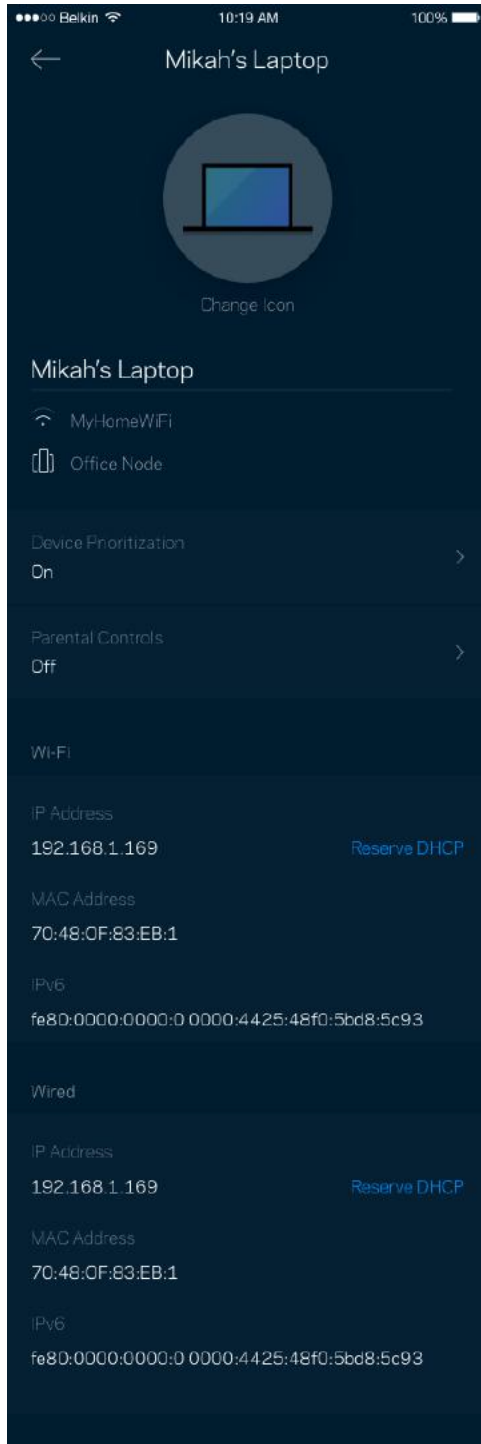 Belkin 10:19 AM 100%
Mikah's Laptop
Change Icon
Mikah's Laptop
MyHomeWiFi
Office Node
Device Prioritization
On
Parental Controls
Off
Wi-Fi
IP Address
192.168.1.169 Reserve DHCP
MAC Address
70:48:0F:83:EB:1
IPv6
fe80:0000:0000:0 0000:4425:48f0:5bd8:5c93
Wired
IP Address
192.168.1.169 Reserve DHCP
MAC Address
70:48:0F:83:EB:1
IPv6
fe80:0000:0000:0 0000:4425:48f0:5bd8:5c93